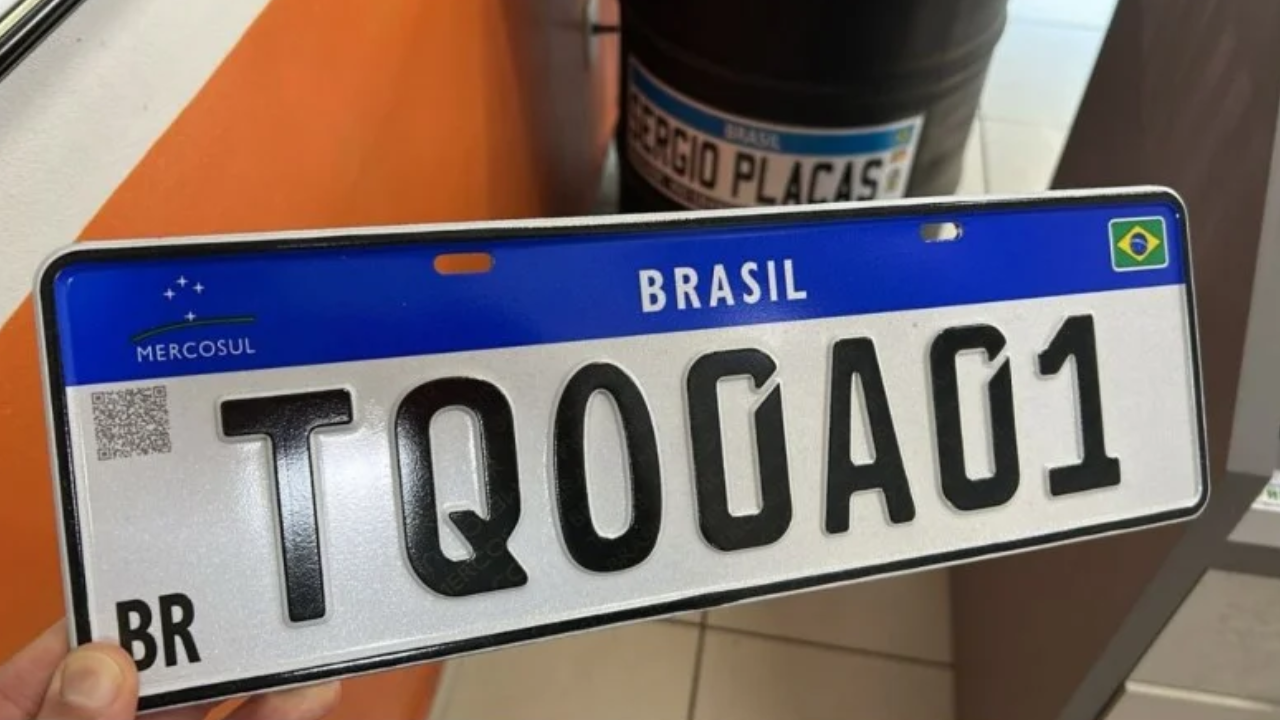 BRASIL
SERGIO PLACAS
BRASIL
MERCOSUL
TQO0A01
BR